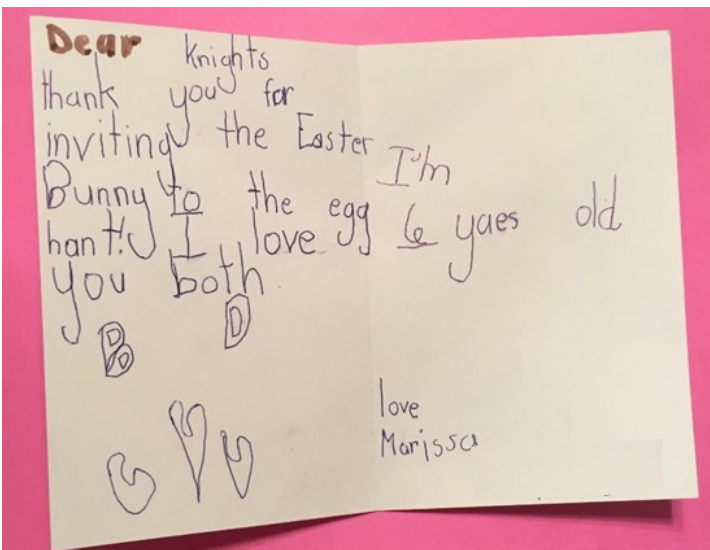 Dear Knights
thank you for
inviting the Easter
Bunny to the egg
hant! I love
you both
B D
I'm
6 yaes old
love
Marissa